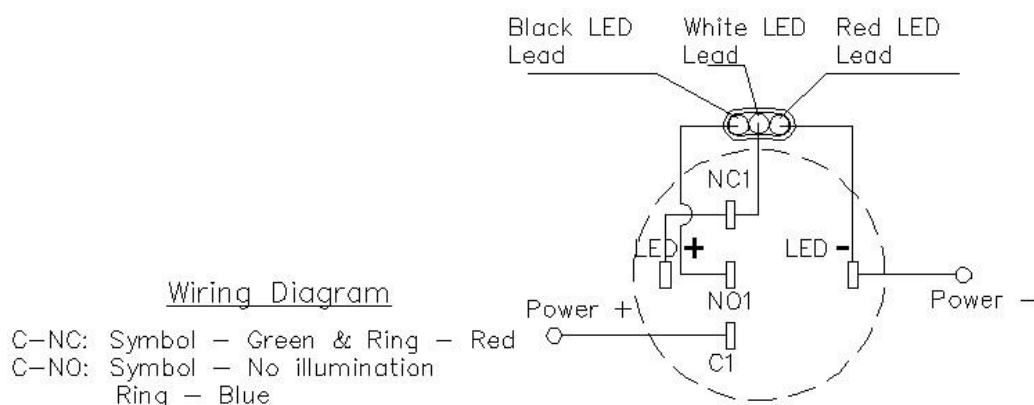 Black LED
Lead
White LED
Lead
Red LED
Lead
NC1
LED +
LED -
NO1
Power +
Power -
C1
Wiring Diagram
C-NC: Symbol - Green & Ring - Red
C-NO: Symbol - No illumination
Ring - Blue